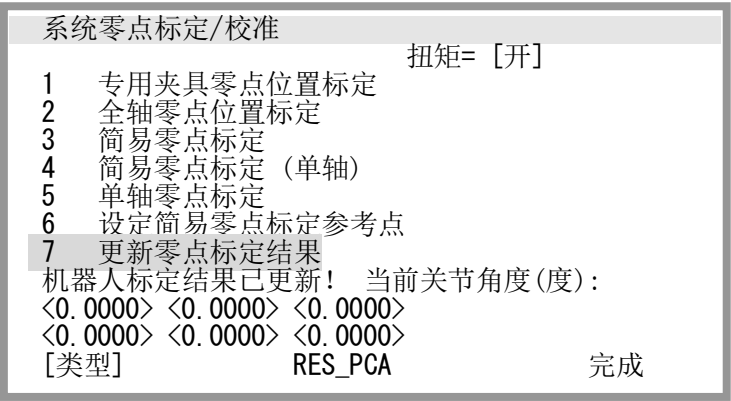 系统零点标定/校准
扭矩= [开]
1 专用夹具零点位置标定
2 全轴零点位置标定
3 简易零点标定
4 简易零点标定 (单轴)
5 单轴零点标定
6 设定简易零点标定参考点
7 更新零点标定结果
机器人标定结果已更新! 当前关节角度(度):
<0.0000> <0.0000> <0.0000>
<0.0000> <0.0000> <0.0000>
[类型] RES_PCA 完成